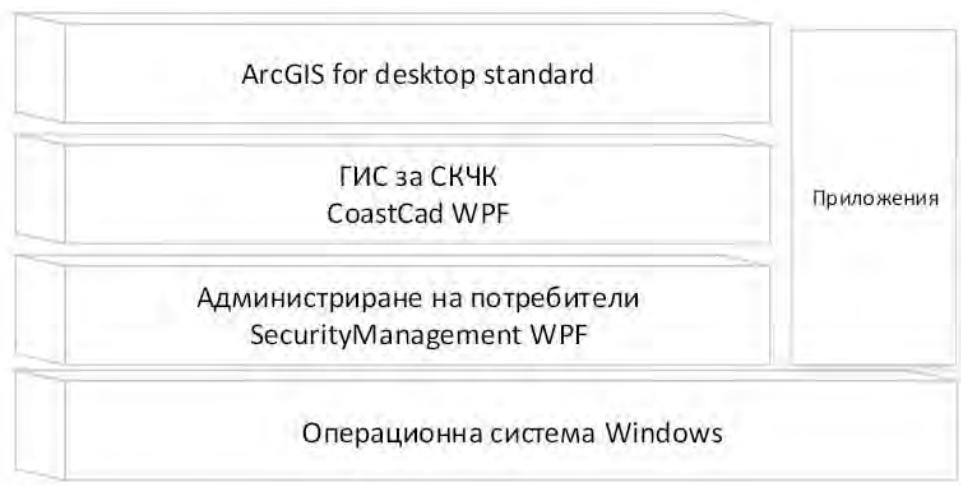 ArcGIS for desktop standard
ГИС за СКЧК
CoastCad WPF
Приложения
Администриране на потребители
SecurityManagement WPF
Операционна система Windows